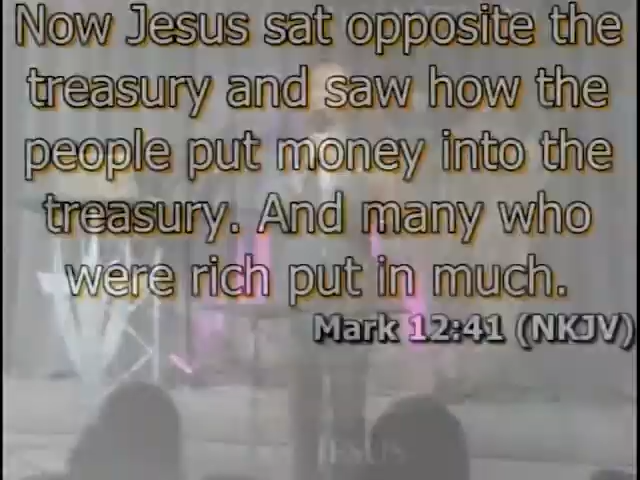 Now Jesus sat opposite the
treasury and saw how the
people put money into the
treasury. And many who
were rich put in much.
Mark 12:41 (NKJV)
JESUS